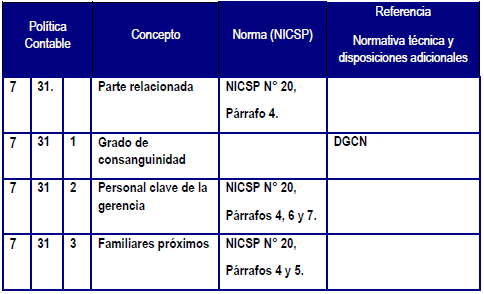 Política
Contable
Concepto
Norma (NICSP)
Referencia
Normativa técnica y
disposiciones adicionales
7 31. Parte relacionada NICSP N° 20,
Párrafo 4.
7 31 1 Grado de DGCN
consanguinidad
7 31 2 Personal clave de la NICSP N° 20,
gerencia Párrafos 4, 6 y 7.
7 31 3 Familiares próximos NICSP N° 20,
Párrafos 4 y 5.